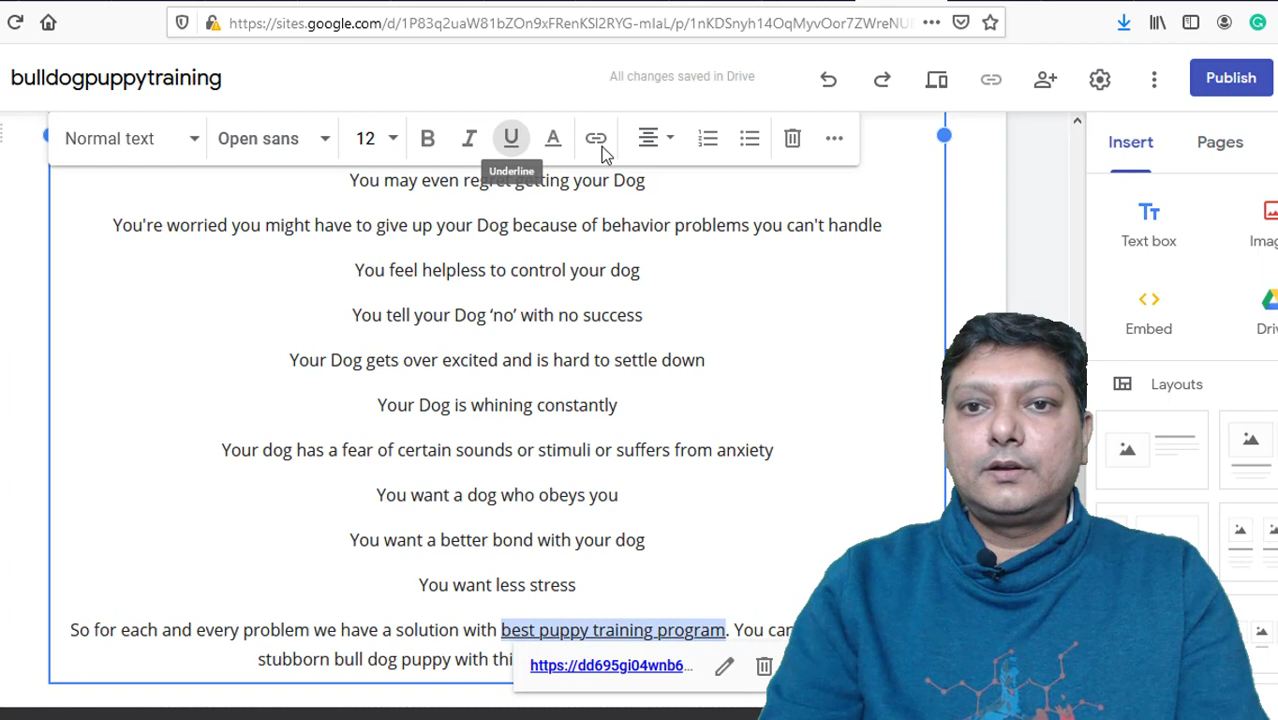 https://sites.google.com/d/1P83q2uaW81bZOn9xFRenKSI2RYG-mIaL/p/1nKDSnyh14OqMyvOor7ZWreNU
bulldogpuppytraining
All changes saved in Drive
Publish
Normal text
Open sans
12
B
I
U
A
Insert
Pages
Underline
You may even regret getting your Dog
Tt
Text box
You're worried you might have to give up your Dog because of behavior problems you can't handle
You feel helpless to control your dog
You tell your Dog ‘no’ with no success
Embed
Your Dog gets over excited and is hard to settle down
Layouts
Your Dog is whining constantly
Your dog has a fear of certain sounds or stimuli or suffers from anxiety
You want a dog who obeys you
You want a better bond with your dog
You want less stress
So for each and every problem we have a solution with best puppy training program. You can
stubborn bull dog puppy with thi
https://dd695gi04wnb6...